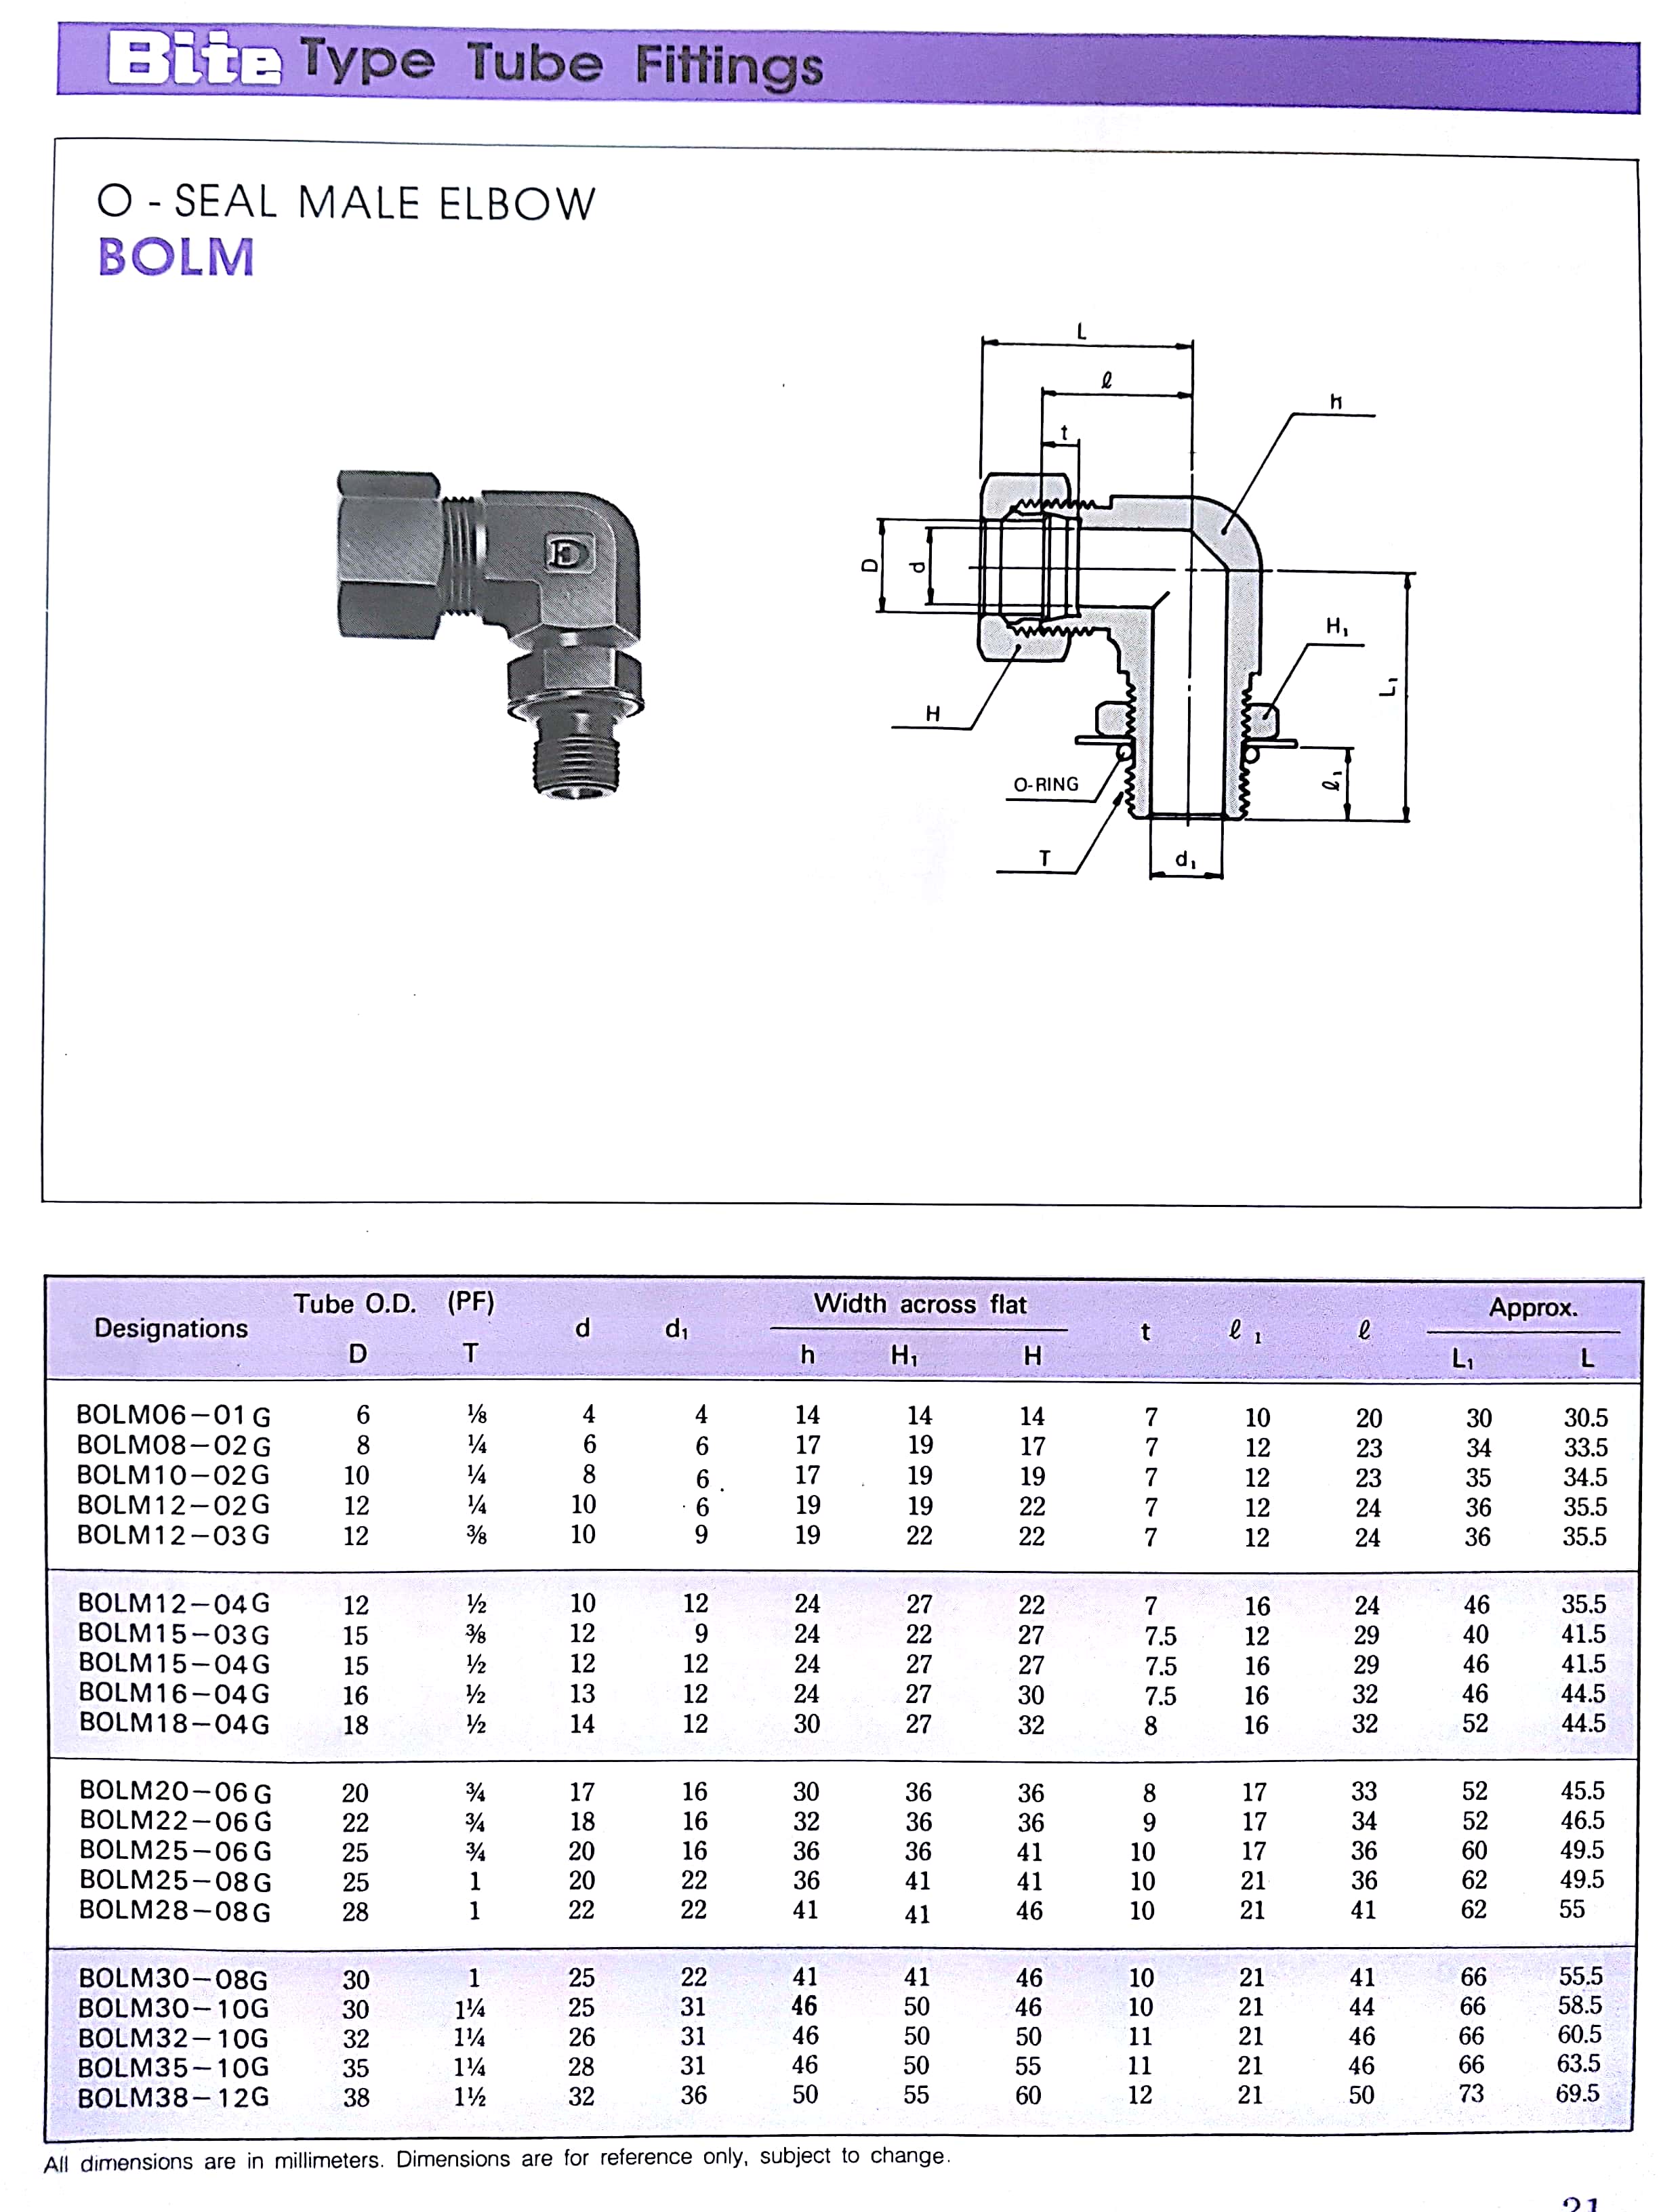 Bite Type Tube Fittings
O - SEAL MALE ELBOW
BOLM
L
ℓ
h
t
D
d
H₁
L₁
H
O-RING
ℓ₁
T
d₁
Designations Tube O.D. D (PF) T d d₁ Width across flat h H₁ H t ℓ₁ ℓ Approx. L₁ L
BOLM06–01G 6 ⅛ 4 4 14 14 14 7 10 20 30 30.5
BOLM08–02G 8 ¼ 6 6 17 19 17 7 12 23 34 33.5
BOLM10–02G 10 ¼ 8 6 17 19 19 7 12 23 35 34.5
BOLM12–02G 12 ¼ 10 6 19 19 22 7 12 24 36 35.5
BOLM12–03G 12 ⅜ 10 9 19 22 22 7 12 24 36 35.5
BOLM12–04G 12 ½ 10 12 24 27 22 7 16 24 46 35.5
BOLM15–03G 15 ⅜ 12 9 24 22 27 7.5 12 29 40 41.5
BOLM15–04G 15 ½ 12 12 24 27 27 7.5 16 29 46 41.5
BOLM16–04G 16 ½ 13 12 24 27 30 7.5 16 32 46 44.5
BOLM18–04G 18 ½ 14 12 30 27 32 8 16 32 52 44.5
BOLM20–06G 20 ¾ 17 16 30 36 36 8 17 33 52 45.5
BOLM22–06G 22 ¾ 18 16 32 36 36 9 17 34 52 46.5
BOLM25–06G 25 ¾ 20 16 36 36 41 10 17 36 60 49.5
BOLM25–08G 25 1 20 22 36 41 41 10 21 36 62 49.5
BOLM28–08G 28 1 22 22 41 41 46 10 21 41 62 55
BOLM30–08G 30 1 25 22 41 41 46 10 21 41 66 55.5
BOLM30–10G 30 1¼ 25 31 46 50 46 10 21 44 66 58.5
BOLM32–10G 32 1¼ 26 31 46 50 50 11 21 46 66 60.5
BOLM35–10G 35 1¼ 28 31 46 50 55 11 21 46 66 63.5
BOLM38–12G 38 1½ 32 36 50 55 60 12 21 50 73 69.5
All dimensions are in millimeters. Dimensions are for reference only, subject to change.
21